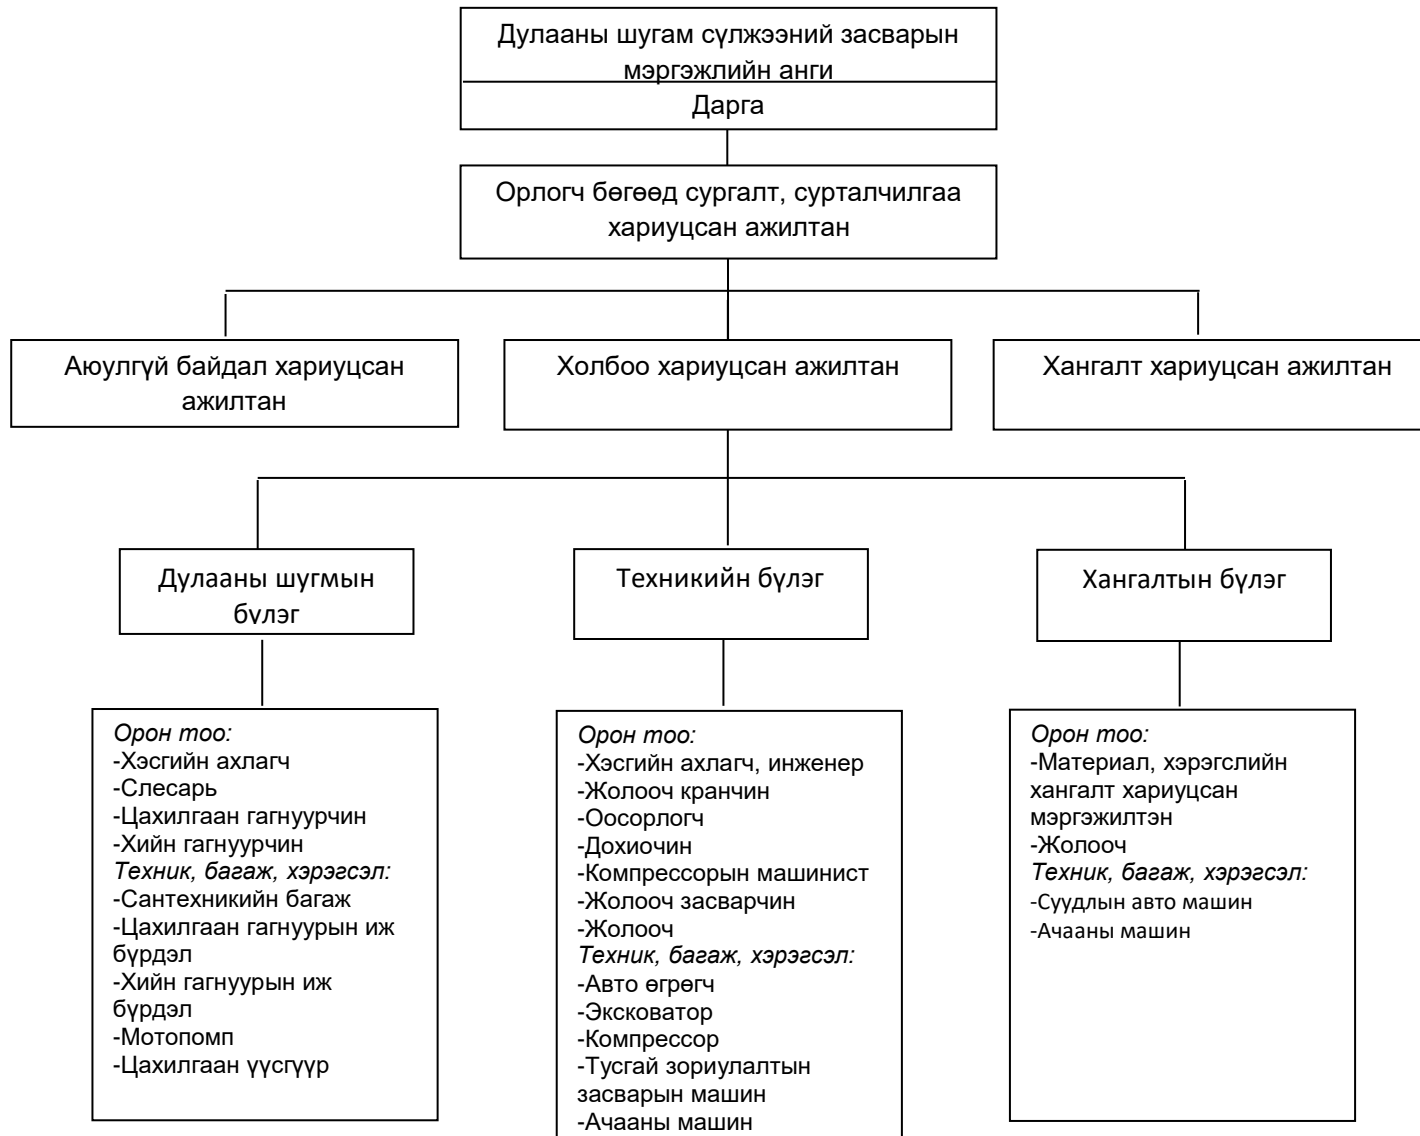 Дулааны шугам сүлжээний засварын
мэргэжлийн анги
Дарга
Орлогч бөгөөд сургалт, сурталчилгаа
хариуцсан ажилтан
Аюулгүй байдал хариуцсан
ажилтан
Холбоо хариуцсан ажилтан
Хангалт хариуцсан ажилтан
Дулааны шугмын
бүлэг
Техникийн бүлэг
Хангалтын бүлэг
Орон тоо:
-Хэсгийн ахлагч
-Слесарь
-Цахилгаан гагнуурчин
-Хийн гагнуурчин
Техник, багаж, хэрэгсэл:
-Сантехникийн багаж
-Цахилгаан гагнуурын иж
бүрдэл
-Хийн гагнуурын иж
бүрдэл
-Мотопомп
-Цахилгаан үүсгүүр
Орон тоо:
-Хэсгийн ахлагч, инженер
-Жолооч кранчин
-Оосорлогч
-Дохиочин
-Компрессорын машинист
-Жолооч засварчин
-Жолооч
Техник, багаж, хэрэгсэл:
-Авто өгрөгч
-Эксковатор
-Компрессор
-Тусгай зориулалтын
засварын машин
-Ачааны машин
Орон тоо:
-Материал, хэрэгслийн
хангалт хариуцсан
мэргэжилтэн
-Жолооч
Техник, багаж, хэрэгсэл:
-Суудлын авто машин
-Ачааны машин